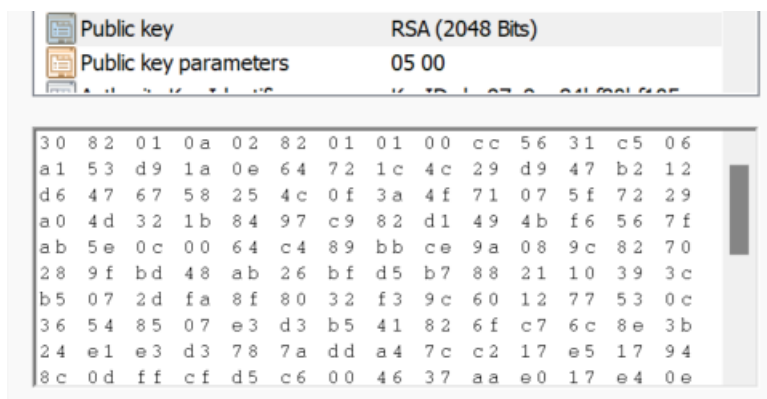 Public key RSA (2048 Bits)
Public key parameters 05 00
30 82 01 0a 02 82 01 01 00 cc 56 31 c5 06
a1 53 d9 1a 0e 64 72 1c 4c 29 d9 47 b2 12
d6 47 67 58 25 4c 0f 3a 4f 71 07 5f 72 29
a0 4d 32 1b 84 97 c9 82 d1 49 4b f6 56 7f
ab 5e 0c 00 64 c4 89 bb ce 9a 08 9c 82 70
28 9f bd 48 ab 26 bf d5 b7 88 21 10 39 3c
b5 07 2d fa 8f 80 32 f3 9c 60 12 77 53 0c
36 54 85 07 e3 d3 b5 41 82 6f c7 6c 8e 3b
24 e1 e3 d3 78 7a dd a4 7c c2 17 e5 17 94
8c 0d ff cf d5 c6 00 46 37 aa e0 17 e4 0e